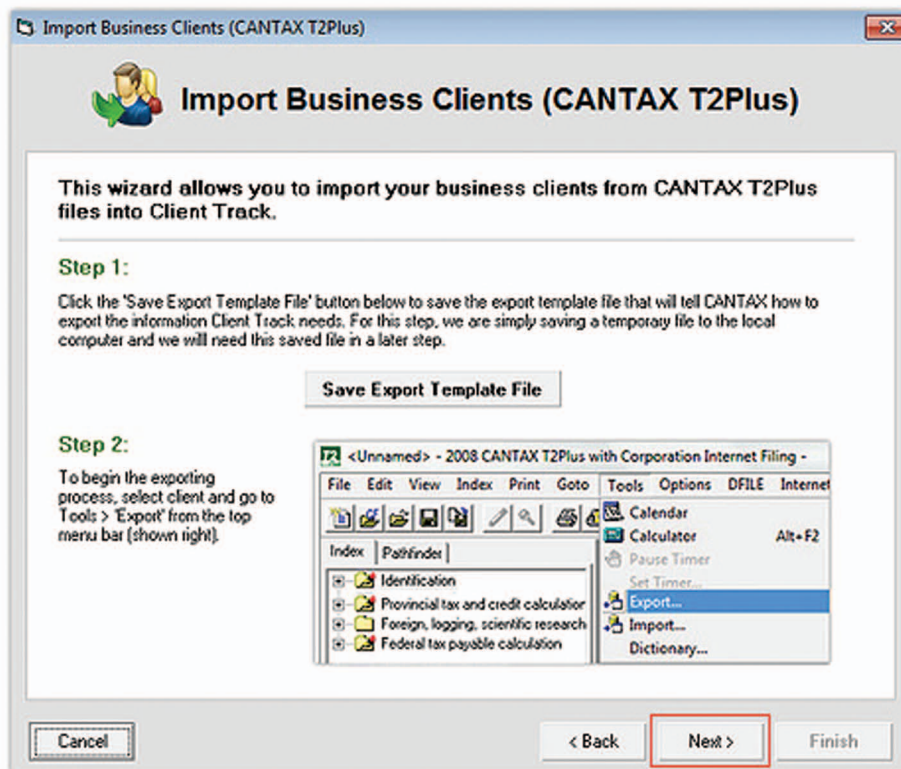 Import Business Clients (CANTAX T2Plus)
Import Business Clients (CANTAX T2Plus)
This wizard allows you to import your business clients from CANTAX T2Plus
files into Client Track.
Step 1:
Click the 'Save Export Template File' button below to save the export template file that will tell CANTAX how to
export the information Client Track needs. For this step, we are simply saving a temporary file to the local
computer and we will need this saved file in a later step.
Save Export Template File
Step 2:
To begin the exporting
process, select client and go to
Tools > 'Export' from the top
menu bar (shown right).
<Unnamed> - 2008 CANTAX T2Plus with Corporation Internet Filing -
File Edit View Index Print Goto Tools Options DFILE Internet
Calendar
Calculator Alt+F2
Pause Timer
Set Timer...
Export...
Import...
Dictionary...
Index Pathfinder
Identification
Provincial tax and credit calculation
Foreign, logging, scientific research
Federal tax payable calculation
Cancel
< Back
Next >
Finish